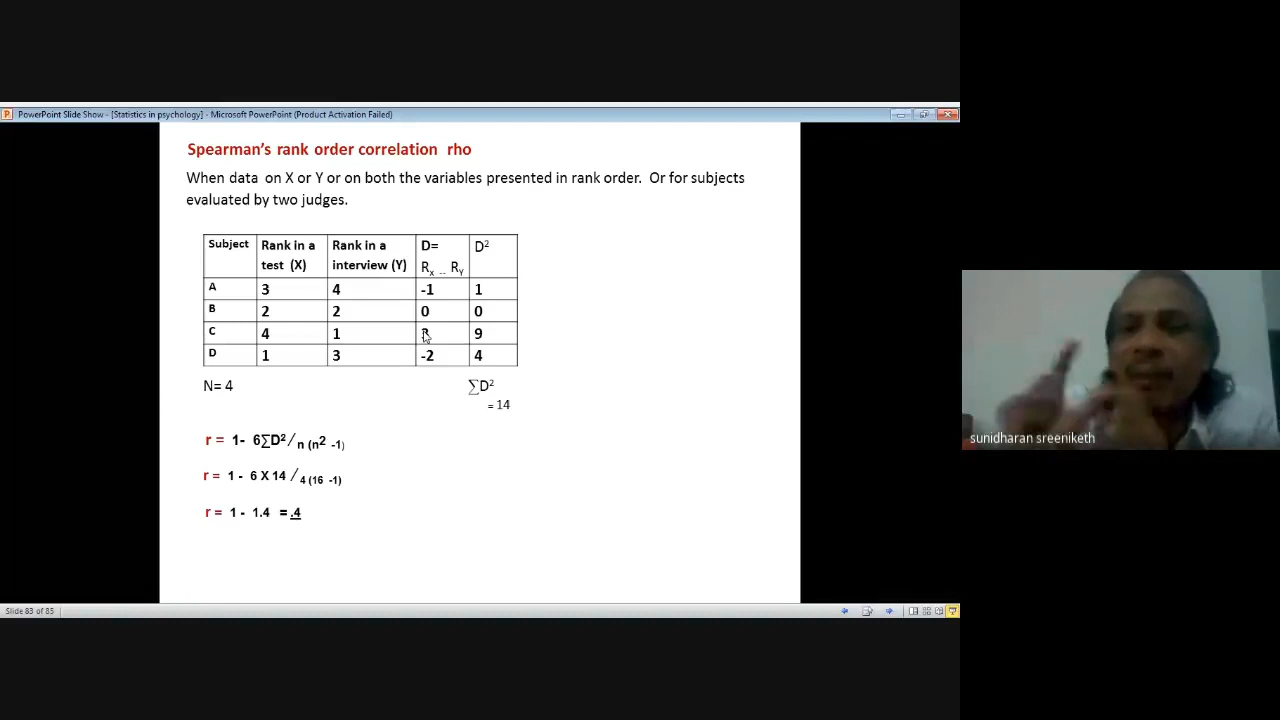 PowerPoint Slide Show - [Statistics in psychology] - Microsoft PowerPoint (Product Activation Failed)
Spearman's rank order correlation rho
When data on X or Y or on both the variables presented in rank order. Or for subjects
evaluated by two judges.
Subject Rank in a test (X) Rank in a interview (Y) D= Rx -- RY D²
A 3 4 -1 1
B 2 2 0 0
C 4 1 9
D 1 3 -2 4
N= 4 ∑D²
= 14
r = 1- 6∑D²/ n (n2 -1)
r = 1 - 6 X 14 / 4 (16 -1)
r = 1 - 1.4 = .4
sunidharan sreeniketh
Slide 83 of 85